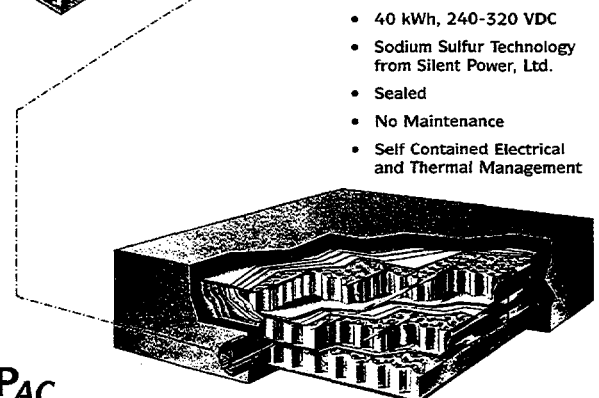 • 40 kWh, 240-320 VDC
• Sodium Sulfur Technology
from Silent Power, Ltd.
• Sealed
• No Maintenance
• Self Contained Electrical
and Thermal Management
PAC